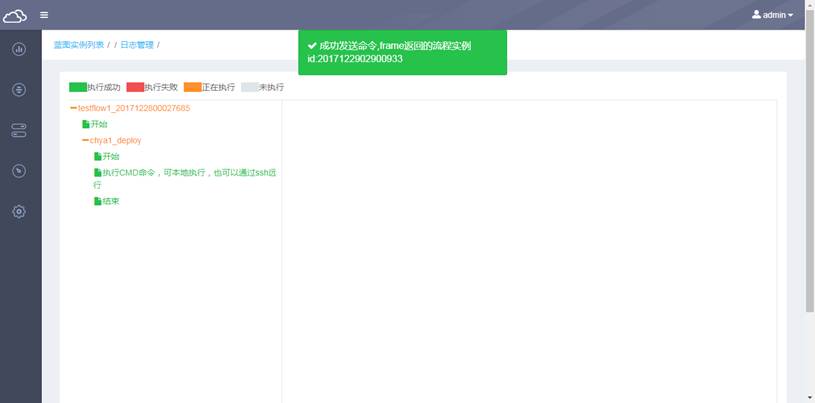 admin
蓝图实例列表 / / 日志管理 /
成功发送命令,frame返回的流程实例
id:2017122902900933
执行成功 执行失败 正在执行 未执行
testflow1_2017122800027685
开始
chya1_deploy
开始
执行CMD命令，可本地执行，也可以通过ssh远
行
结束